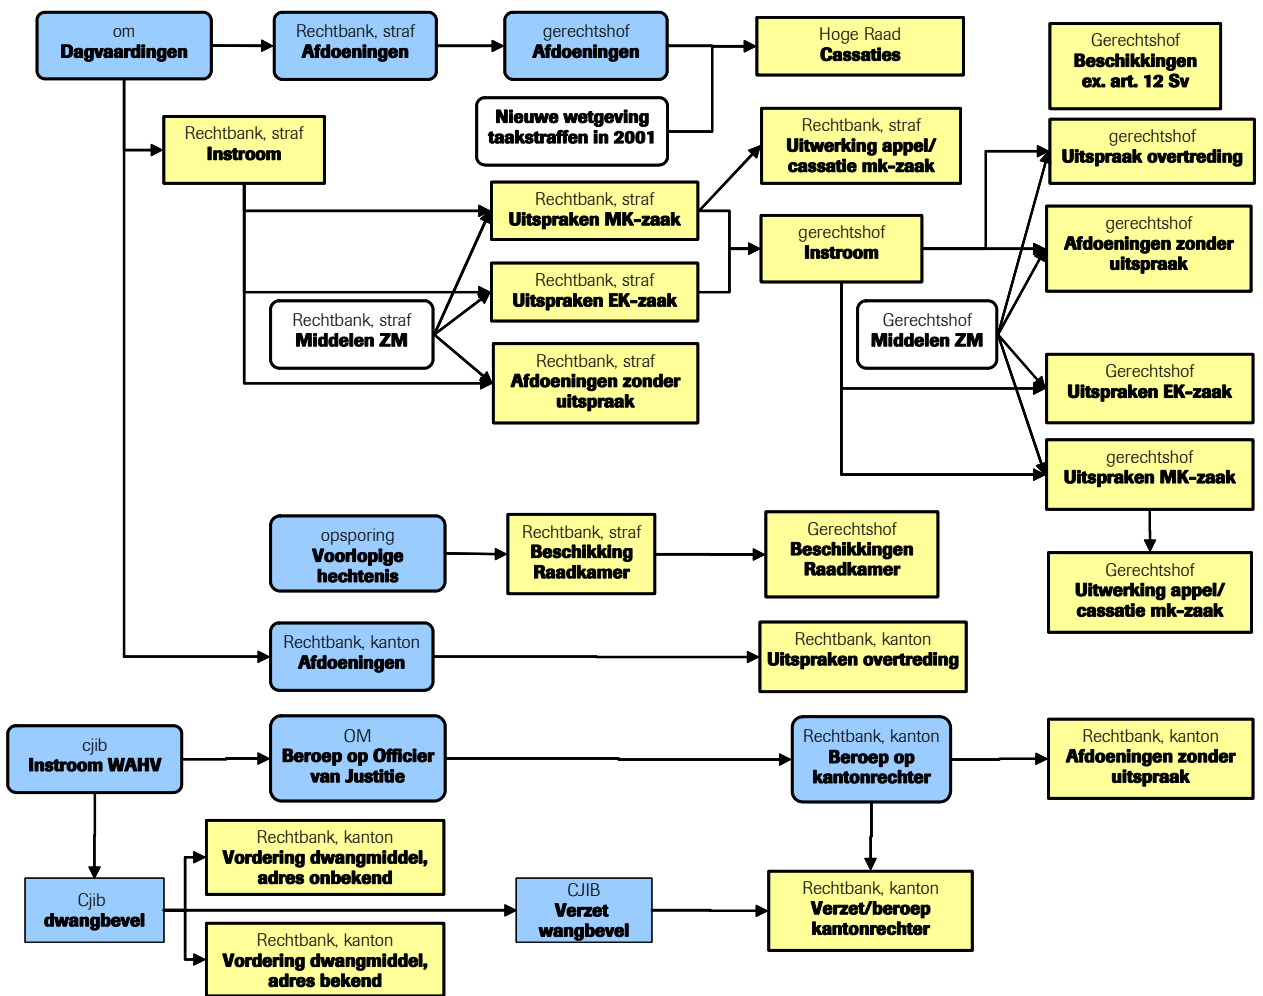 om
Dagvaardingen
Rechtbank, straf
Afdoeningen
gerechtshof
Afdoeningen
Hoge Raad
Cassaties
Gerechtshof
Beschikkingen
ex. art. 12 Sv
Nieuwe wetgeving
taakstraffen in 2001
Rechtbank, straf
Instroom
Rechtbank, straf
Uitwerking appel/
cassatie mk-zaak
gerechtshof
Uitspraak overtreding
Rechtbank, straf
Uitspraken MK-zaak
gerechtshof
Instroom
gerechtshof
Afdoeningen zonder
uitspraak
Rechtbank, straf
Uitspraken EK-zaak
Rechtbank, straf
Middelen ZM
Gerechtshof
Middelen ZM
Rechtbank, straf
Afdoeningen zonder
uitspraak
Gerechtshof
Uitspraken EK-zaak
gerechtshof
Uitspraken MK-zaak
opsporing
Voorlopige
hechtenis
Rechtbank, straf
Beschikking
Raadkamer
Gerechtshof
Beschikkingen
Raadkamer
Gerechtshof
Uitwerking appel/
cassatie mk-zaak
Rechtbank, kanton
Afdoeningen
Rechtbank, kanton
Uitspraken overtreding
cjib
Instroom WAHV
OM
Beroep op Officier
van Justitie
Rechtbank, kanton
Beroep op
kantonrechter
Rechtbank, kanton
Afdoeningen zonder
uitspraak
Rechtbank, kanton
Vordering dwangmiddel,
adres onbekend
Cjib
dwangbevel
CJIB
Verzet
wangbevel
Rechtbank, kanton
Verzet/beroep
kantonrechter
Rechtbank, kanton
Vordering dwangmiddel,
adres bekend